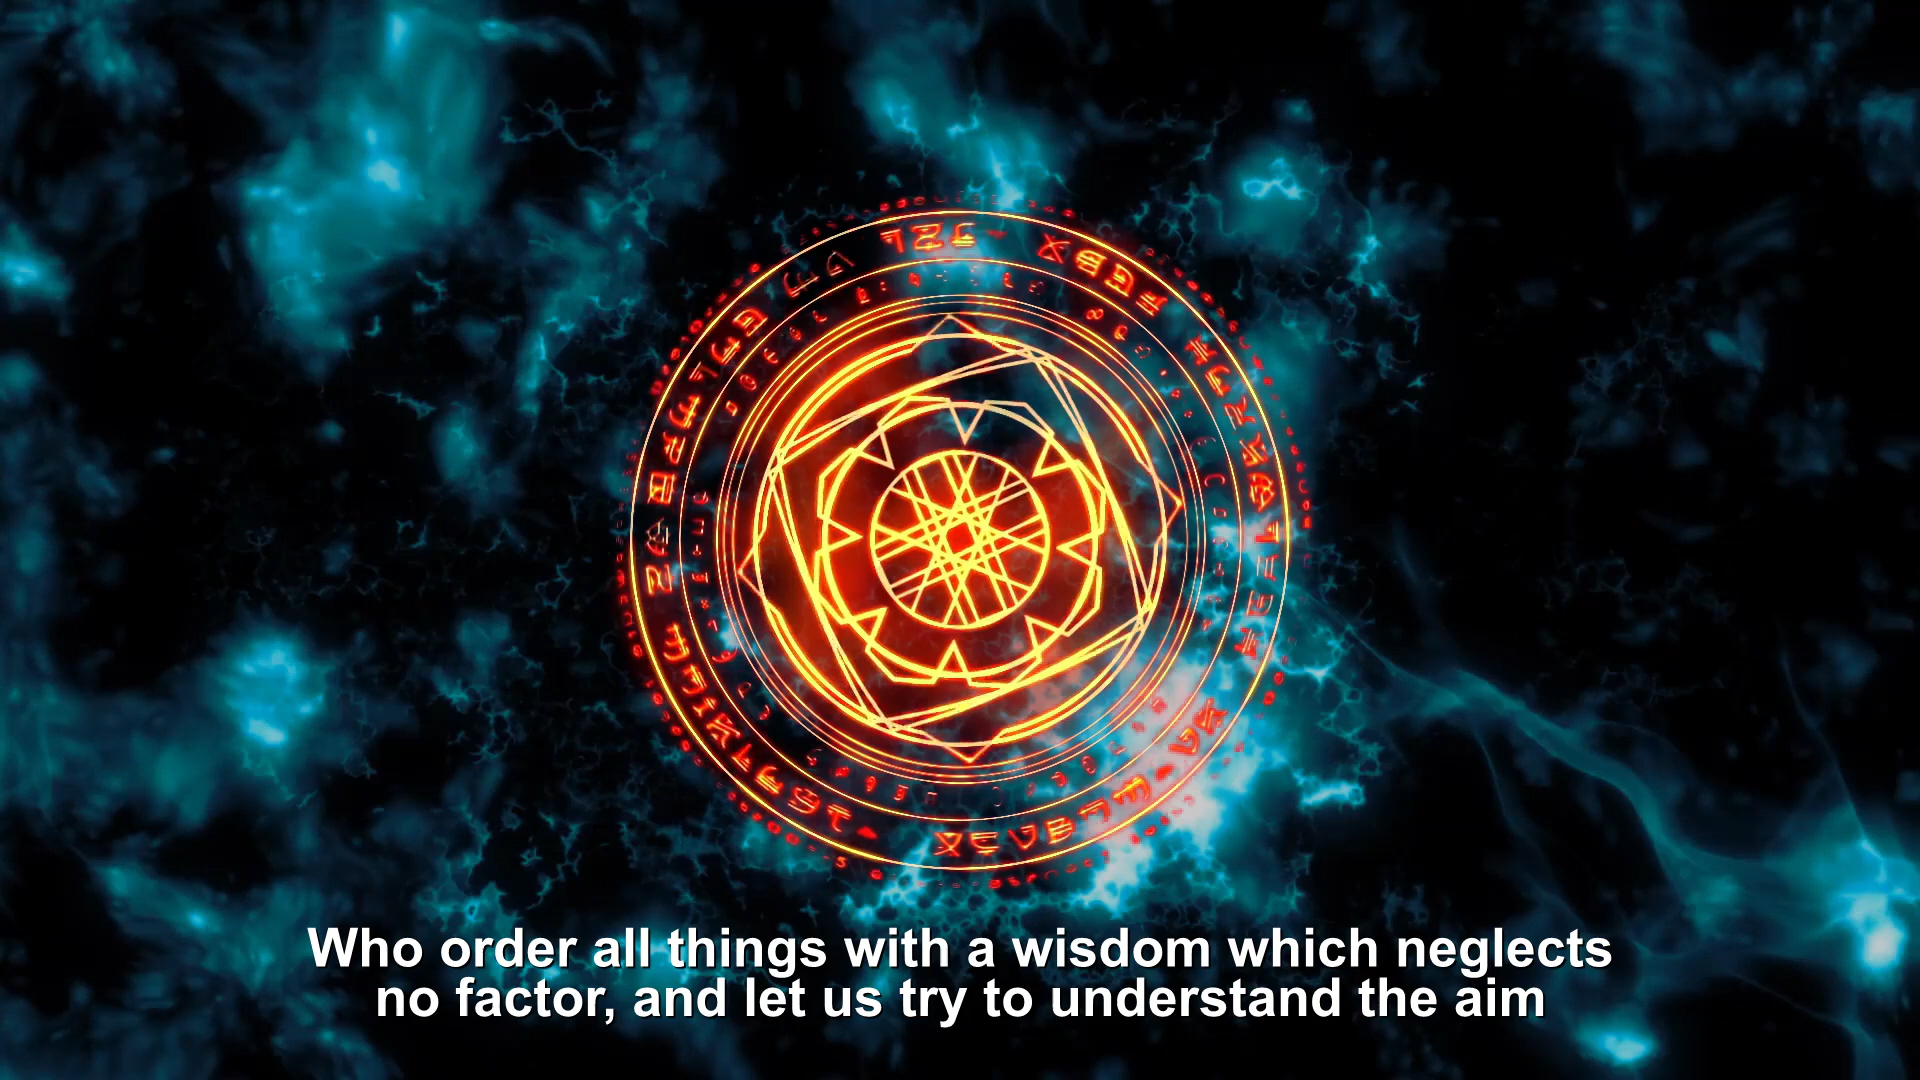 Who order all things with a wisdom which neglects
no factor, and let us try to understand the aim